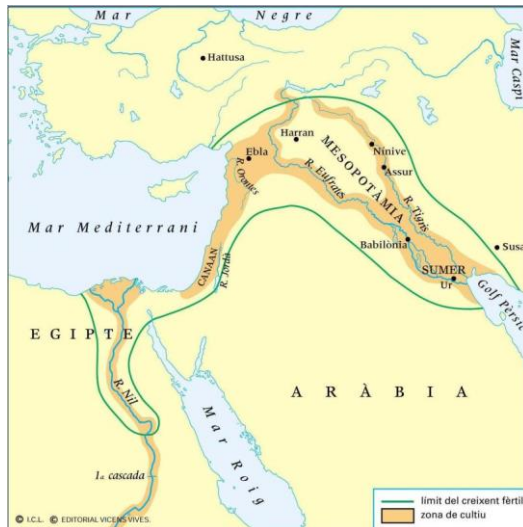 Mar Negre
Mar Caspi
Hattusa
Harran
Nínive
Ebla
MESOPOTÀMIA
Assur
R. Orontes
R. Eufrates
R. Tigris
Mar Mediterrani
Susa
Babilònia
CANAAN
R. Jordà
SUMER
Ur
Golf Pèrsic
EGIPTE
R. Nil
ARÀBIA
Mar Roig
1a. cascada
límit del creixent fèrtil
zona de cultiu
© I.C.L. © EDITORIAL VICENS VIVES.